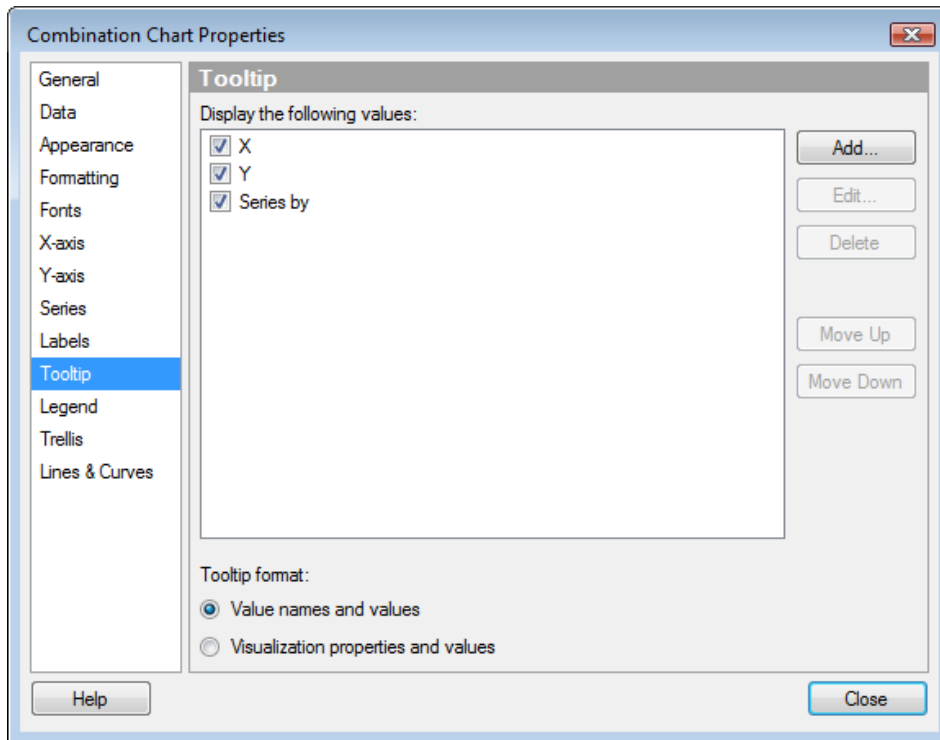 Combination Chart Properties
General
Data
Appearance
Formatting
Fonts
X-axis
Y-axis
Series
Labels
Tooltip
Legend
Trellis
Lines & Curves
Tooltip
Display the following values:
X
Y
Series by
Add...
Edit...
Delete
Move Up
Move Down
Tooltip format:
Value names and values
Visualization properties and values
Help
Close